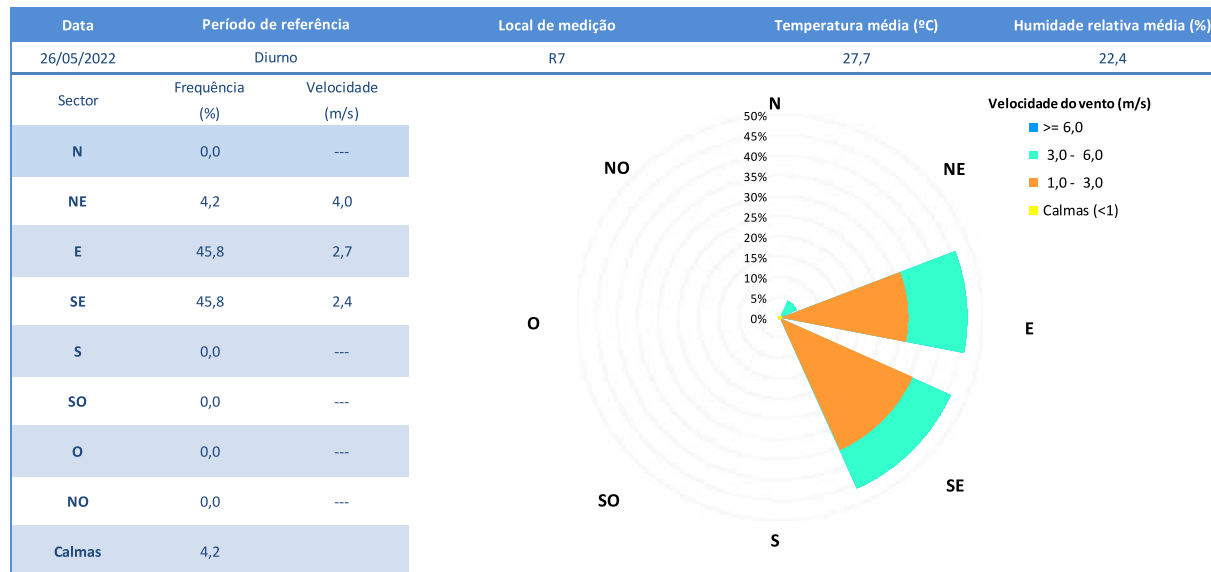 Data Período de referência Local de medição Temperatura média (ºC) Humidade relativa média (%)
26/05/2022 Diurno R7 27,7 22,4
Sector Frequência (%) Velocidade (m/s)
N 0,0 ---
NE 4,2 4,0
E 45,8 2,7
SE 45,8 2,4
S 0,0 ---
SO 0,0 ---
O 0,0 ---
NO 0,0 ---
Calmas 4,2
N
NE
E
SE
S
SO
O
NO
50%
45%
40%
35%
30%
25%
20%
15%
10%
5%
0%
Velocidade do vento (m/s)
>= 6,0
3,0 - 6,0
1,0 - 3,0
Calmas (<1)